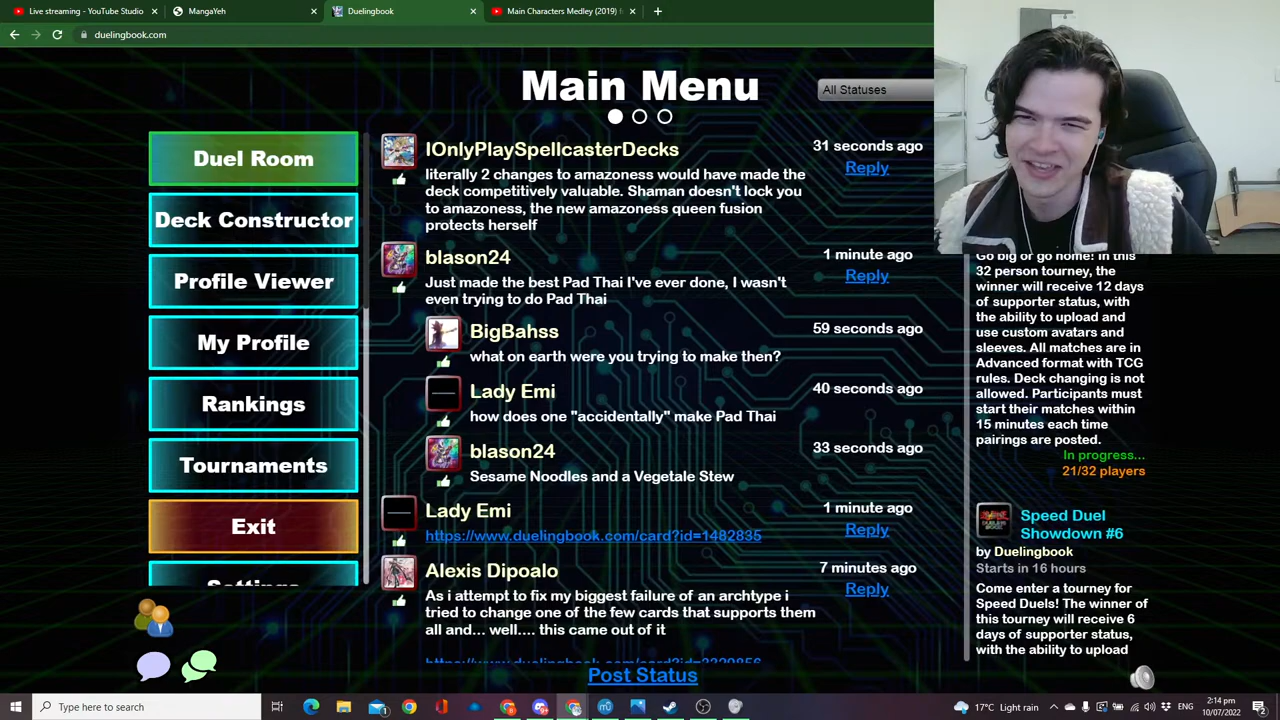 Live streaming - YouTube Studio
MangaYeh
Duelingbook
Main Characters Medley (2019) f
duelingbook.com
Main Menu
All Statuses
Duel Room
Deck Constructor
Profile Viewer
My Profile
Rankings
Tournaments
Exit
Settings
IOnlyPlaySpellcasterDecks
31 seconds ago
literally 2 changes to amazoness would have made the
Reply
deck competitively valuable. Shaman doesn't lock you
to amazoness, the new amazoness queen fusion
protects herself
blason24
1 minute ago
Just made the best Pad Thai I've ever done, I wasn't
Reply
even trying to do Pad Thai
BigBahss
59 seconds ago
what on earth were you trying to make then?
Lady Emi
40 seconds ago
how does one "accidentally" make Pad Thai
blason24
33 seconds ago
Sesame Noodles and a Vegetale Stew
Lady Emi
1 minute ago
https://www.duelingbook.com/card?id=1482835
Reply
Alexis Dipoalo
7 minutes ago
As i attempt to fix my biggest failure of an archtype i
Reply
tried to change one of the few cards that supports them
all and... well.... this came out of it
Post Status
Go big or go home! In this
32 person tourney, the
winner will receive 12 days
of supporter status, with
the ability to upload and
use custom avatars and
sleeves. All matches are in
Advanced format with TCG
rules. Deck changing is not
allowed. Participants must
start their matches within
15 minutes each time
pairings are posted.
In progress...
21/32 players
Speed Duel
Showdown #6
by Duelingbook
Starts in 16 hours
Come enter a tourney for
Speed Duels! The winner of
this tourney will receive 6
days of supporter status,
with the ability to upload
Type here to search
17°C Light rain
ENG
2:14 pm
10/07/2022